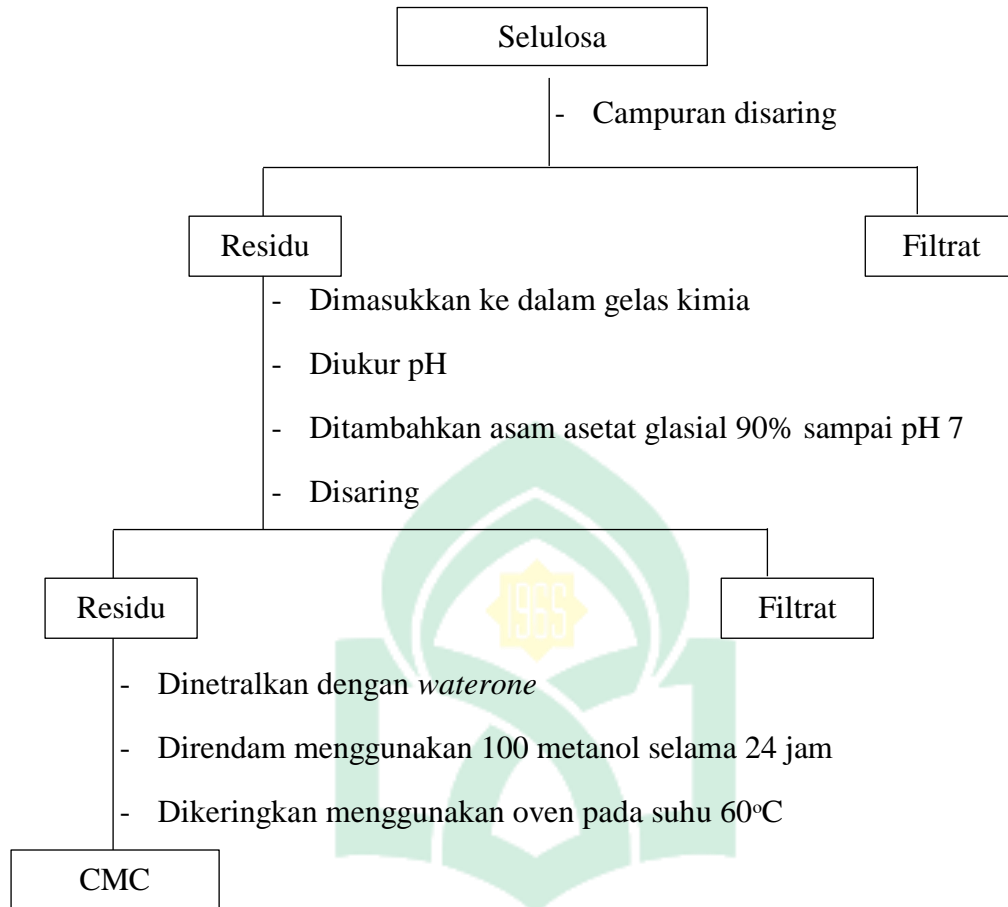 Selulosa
- Campuran disaring
Residu
Filtrat
- Dimasukkan ke dalam gelas kimia
- Diukur pH
- Ditambahkan asam asetat glasial 90% sampai pH 7
- Disaring
Residu
Filtrat
1965
- Dinetralkan dengan waterone
- Direndam menggunakan 100 metanol selama 24 jam
- Dikeringkan menggunakan oven pada suhu 60°C
CMC